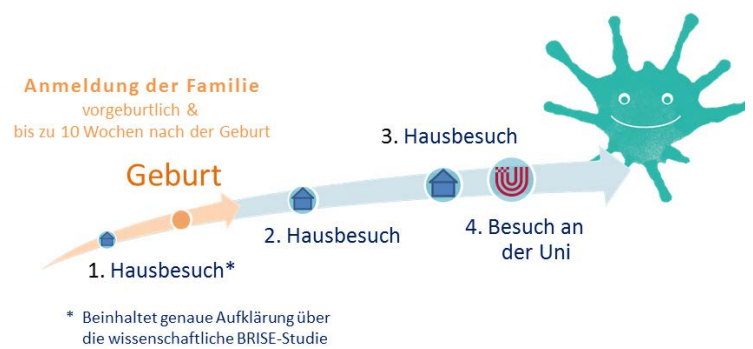 Anmeldung der Familie
vorgeburtlich &
bis zu 10 Wochen nach der Geburt
Geburt
3. Hausbesuch
2. Hausbesuch
4. Besuch an
der Uni
1. Hausbesuch*
* Beinhaltet genaue Aufklärung über
die wissenschaftliche BRISE-Studie